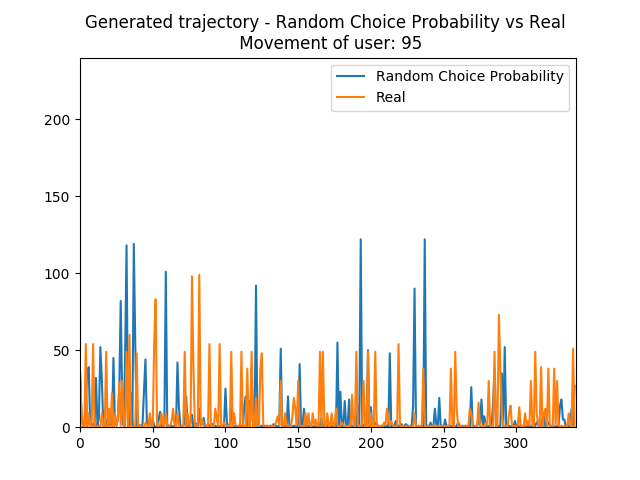 Generated trajectory - Random Choice Probability vs Real
Movement of user: 95
Random Choice Probability
Real
200
150
100
50
0
0 50 100 150 200 250 300